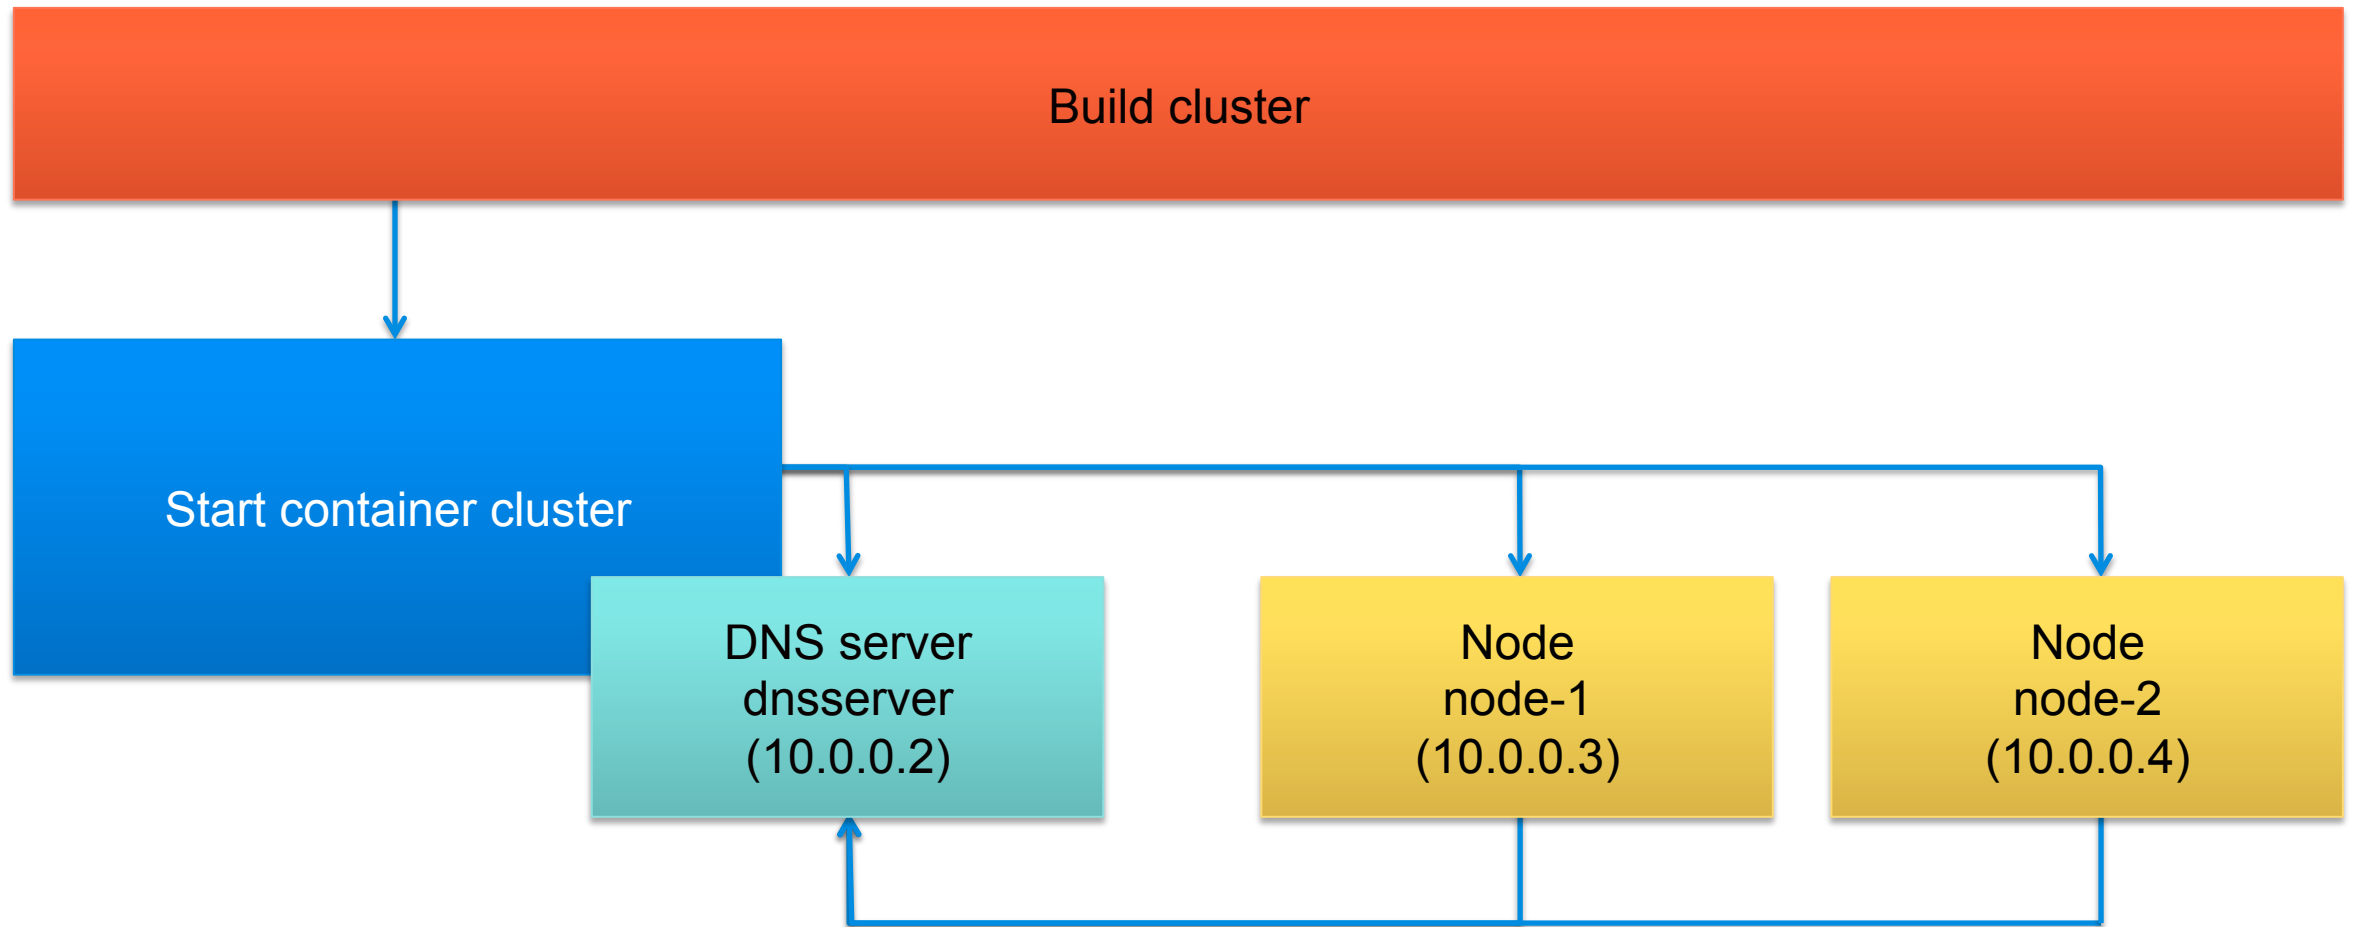 Build cluster
Start container cluster
DNS server
dnsserver
(10.0.0.2)
Node
node-1
(10.0.0.3)
Node
node-2
(10.0.0.4)